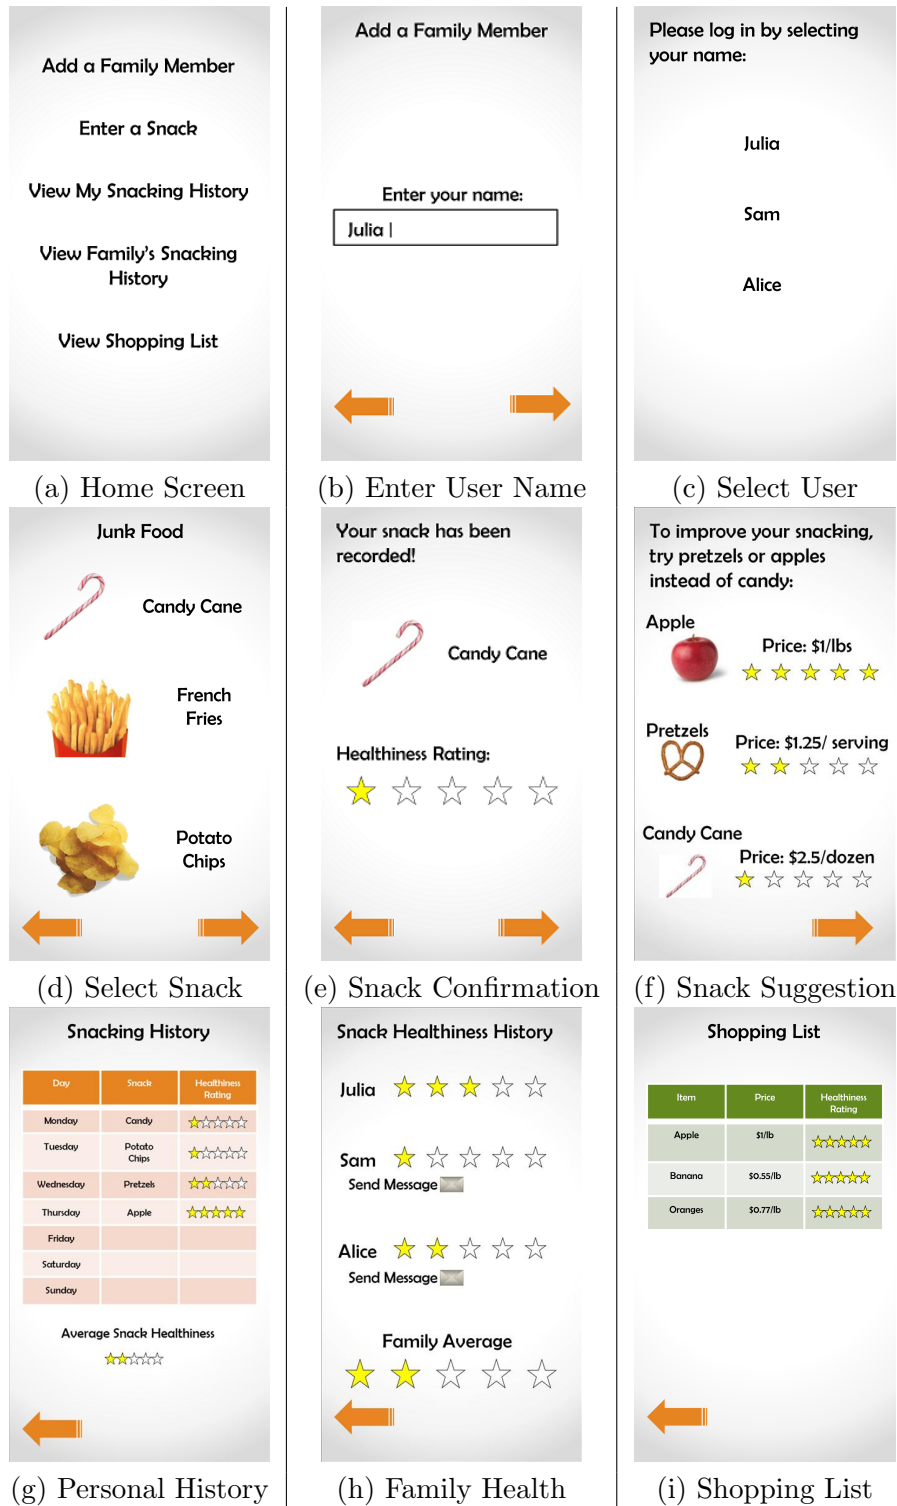 Add a Family Member
Enter a Snack
View My Snacking History
View Family's Snacking
History
View Shopping List
(a) Home Screen
Add a Family Member
Enter your name:
Julia |
(b) Enter User Name
Please log in by selecting
your name:
Julia
Sam
Alice
(c) Select User
Junk Food
Candy Cane
French
Fries
Potato
Chips
(d) Select Snack
Your snack has been
recorded!
Candy Cane
Healthiness Rating:
(e) Snack Confirmation
To improve your snacking,
try pretzels or apples
instead of candy:
Apple
Price: $1/lbs
Pretzels
Price: $1.25/ serving
Candy Cane
Price: $2.5/dozen
(f) Snack Suggestion
Snacking History
Day Snack Healthiness
Rating
Monday Candy
Tuesday Potato
Chips
Wednesday Pretzels
Thursday Apple
Friday
Saturday
Sunday
Average Snack Healthiness
(g) Personal History
Snack Healthiness History
Julia
Sam
Send Message
Alice
Send Message
Family Average
(h) Family Health
Shopping List
Item Price Healthiness
Rating
Apple $1/lb
Banana $0.55/lb
Oranges $0.77/lb
(i) Shopping List